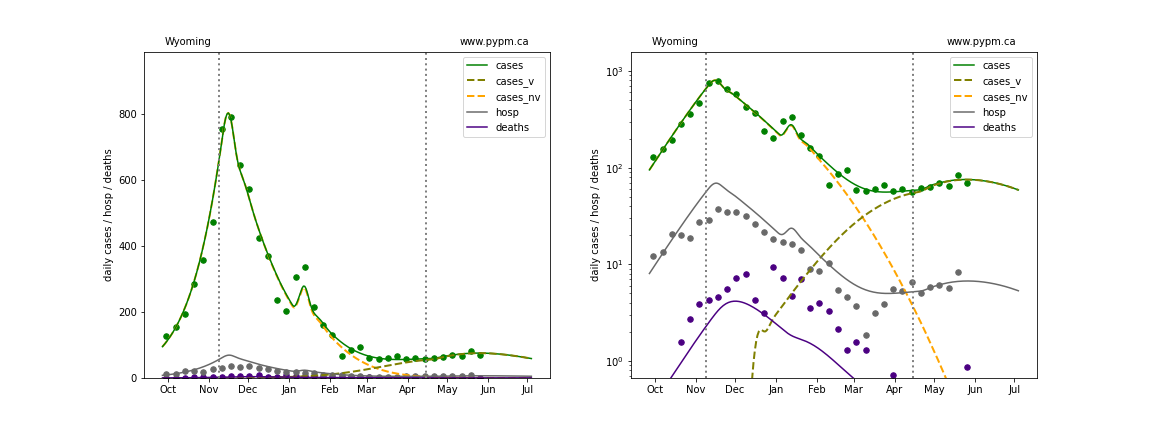 Wyoming www.pypm.ca
cases
cases_v
cases_nv
hosp
deaths
daily cases / hosp / deaths
800
600
400
200
0
Oct Nov Dec Jan Feb Mar Apr May Jun Jul
Wyoming www.pypm.ca
cases
cases_v
cases_nv
hosp
deaths
daily cases / hosp / deaths
10³
10²
10¹
10⁰
Oct Nov Dec Jan Feb Mar Apr May Jun Jul